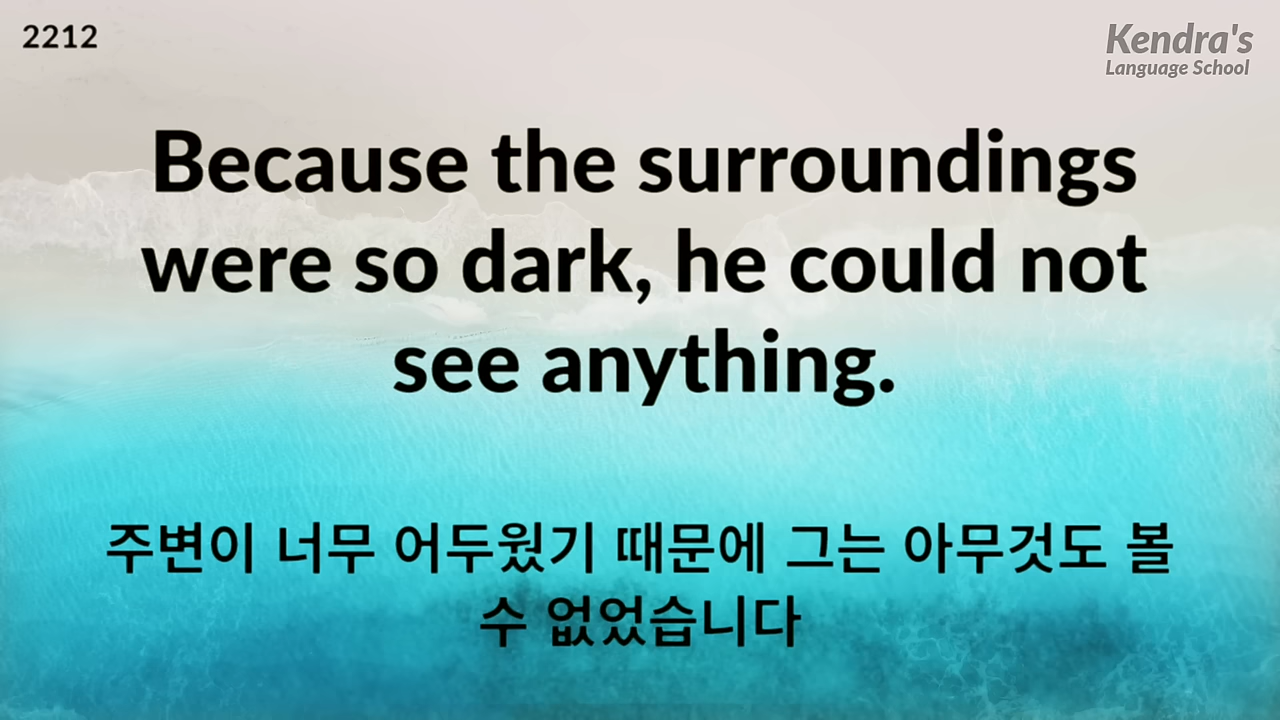 2212
Kendra's
Language School
Because the surroundings
were so dark, he could not
see anything.
주변이 너무 어두웠기 때문에 그는 아무것도 볼
수 없었습니다